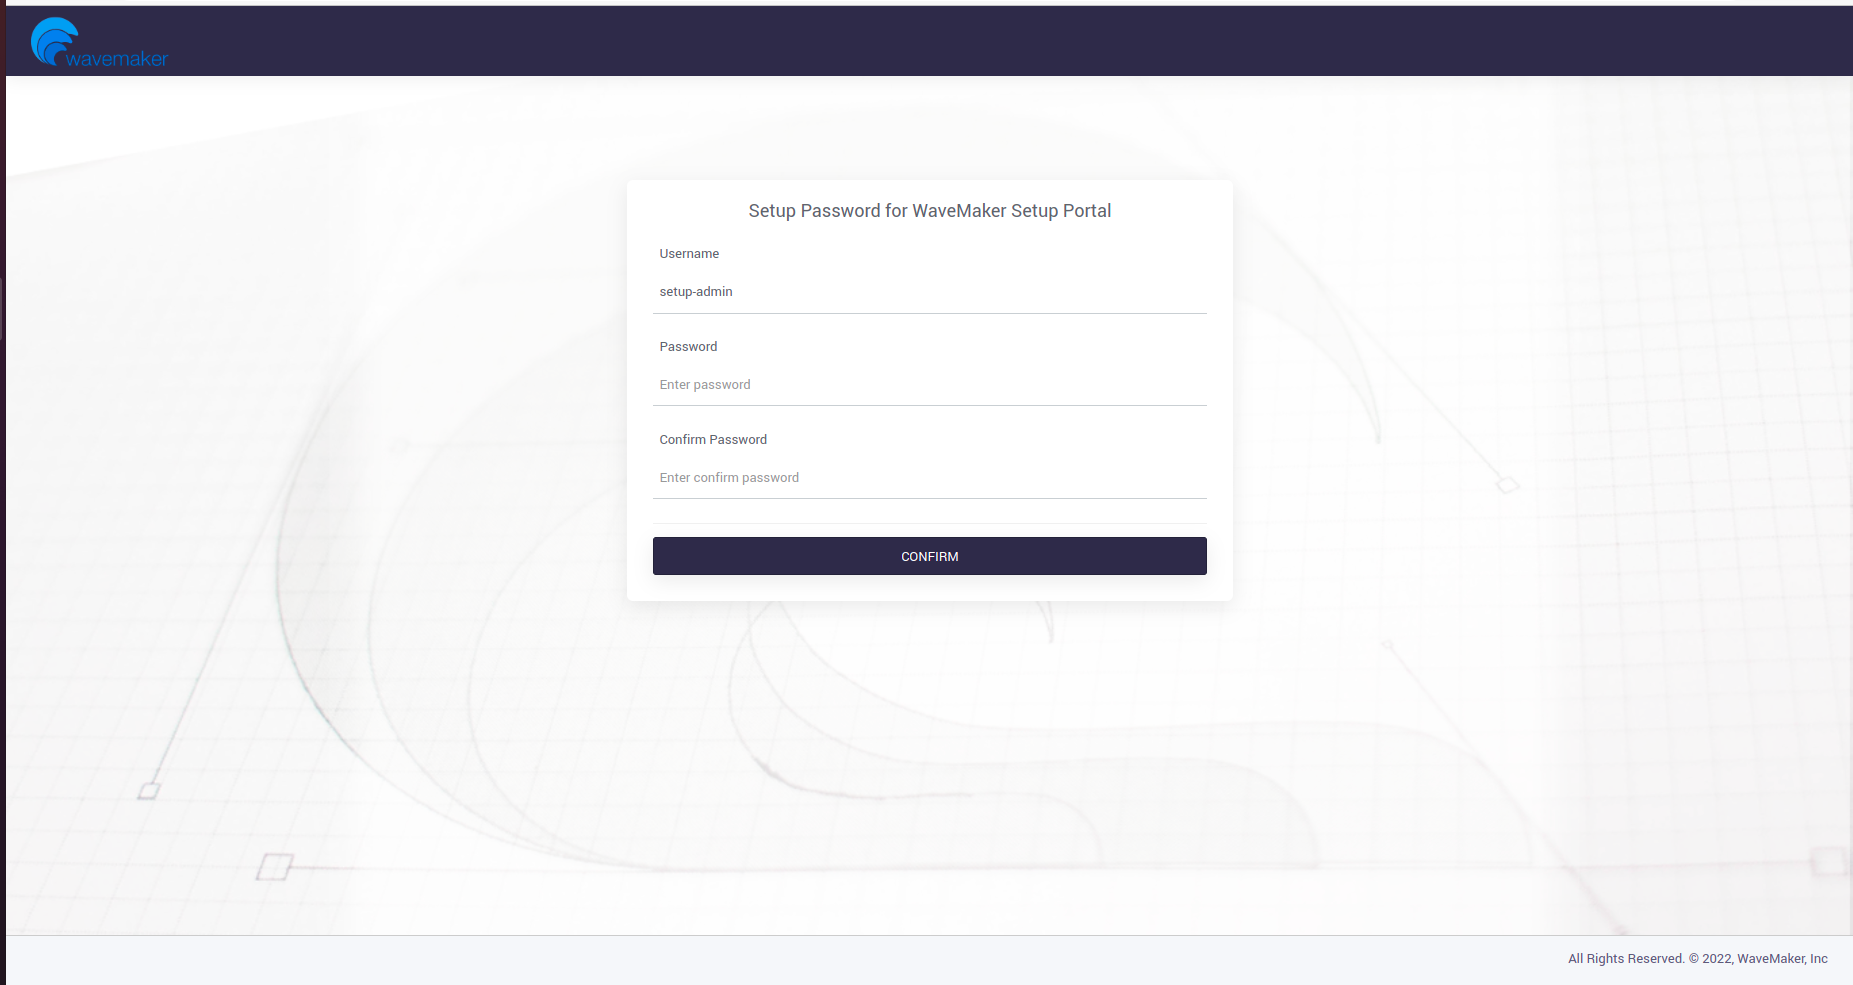 wavemaker
Setup Password for WaveMaker Setup Portal
Username
setup-admin
Password
Enter password
Confirm Password
Enter confirm password
CONFIRM
All Rights Reserved. © 2022, WaveMaker, Inc